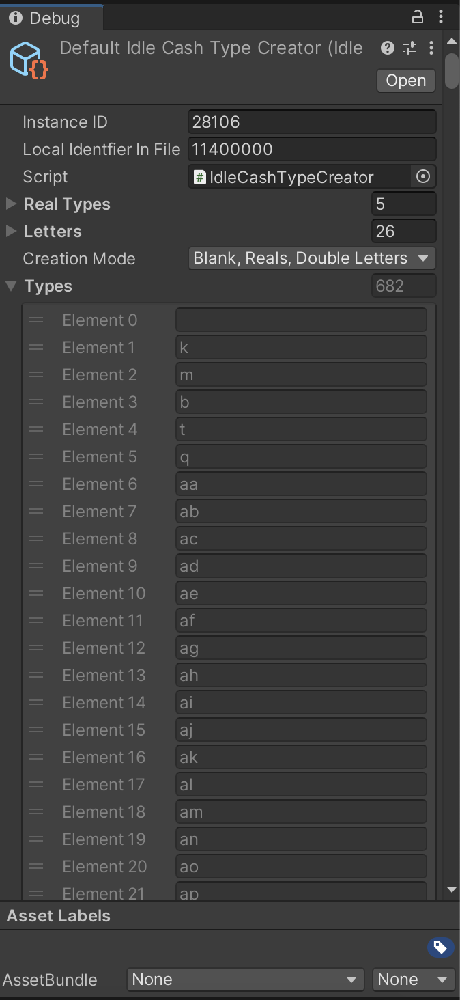 Debug
Default Idle Cash Type Creator (Idle
Open
Instance ID 28106
Local Identfier In File 11400000
Script IdleCashTypeCreator
Real Types 5
Letters 26
Creation Mode Blank, Reals, Double Letters
Types 682
Element 0
Element 1 k
Element 2 m
Element 3 b
Element 4 t
Element 5 q
Element 6 aa
Element 7 ab
Element 8 ac
Element 9 ad
Element 10 ae
Element 11 af
Element 12 ag
Element 13 ah
Element 14 ai
Element 15 aj
Element 16 ak
Element 17 al
Element 18 am
Element 19 an
Element 20 ao
Element 21 ap
Asset Labels
AssetBundle None None